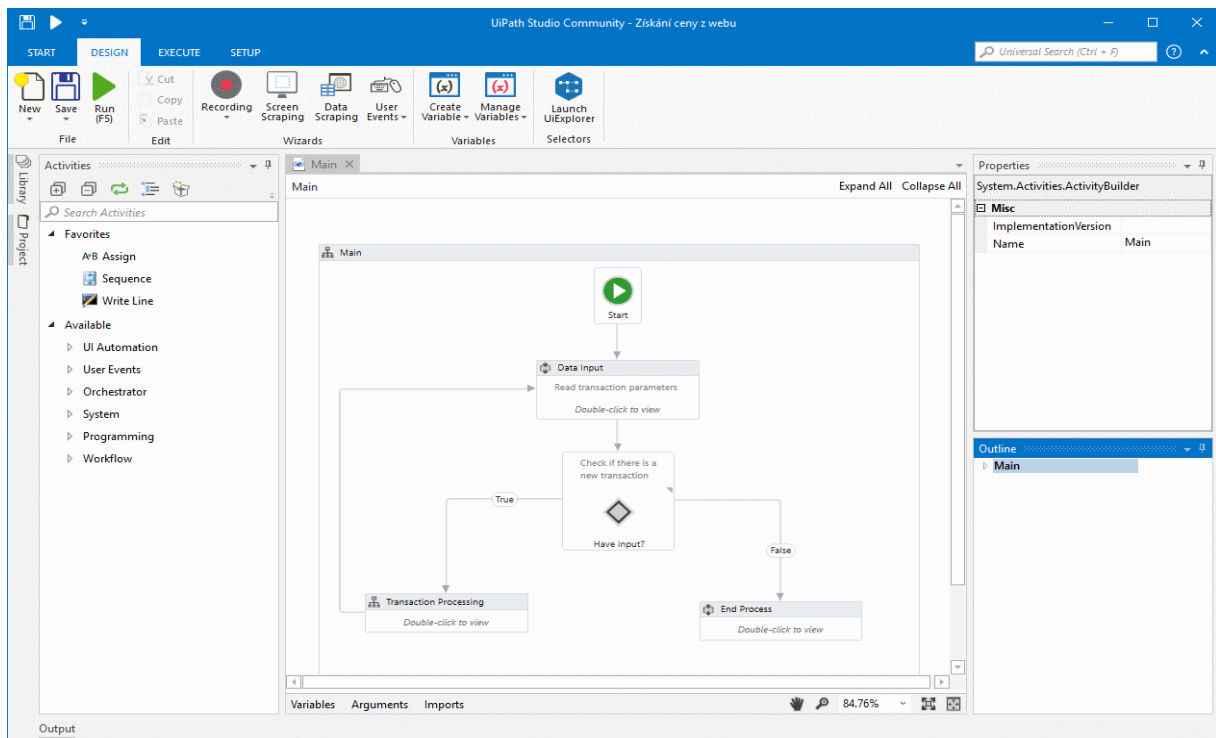 UiPath Studio Community - Získání ceny z webu
START DESIGN EXECUTE SETUP
Universal Search (Ctrl + F)
New
Save
Run
(F5)
File
Cut
Copy
Paste
Edit
Recording
Screen
Scraping
Data
Scraping
User
Events
Wizards
Create
Variable
Manage
Variables
Variables
Launch
UiExplorer
Selectors
Library
Project
Activities
Search Activities
Favorites
A+B Assign
Sequence
Write Line
Available
UI Automation
User Events
Orchestrator
System
Programming
Workflow
Main
Main
Expand All Collapse All
Main
Start
Data Input
Read transaction parameters
Double-click to view
Check if there is a
new transaction
Have input?
True
False
Transaction Processing
Double-click to view
End Process
Double-click to view
Variables Arguments Imports
84.76%
Properties
System.Activities.ActivityBuilder
Misc
ImplementationVersion
Name Main
Outline
Main
Output